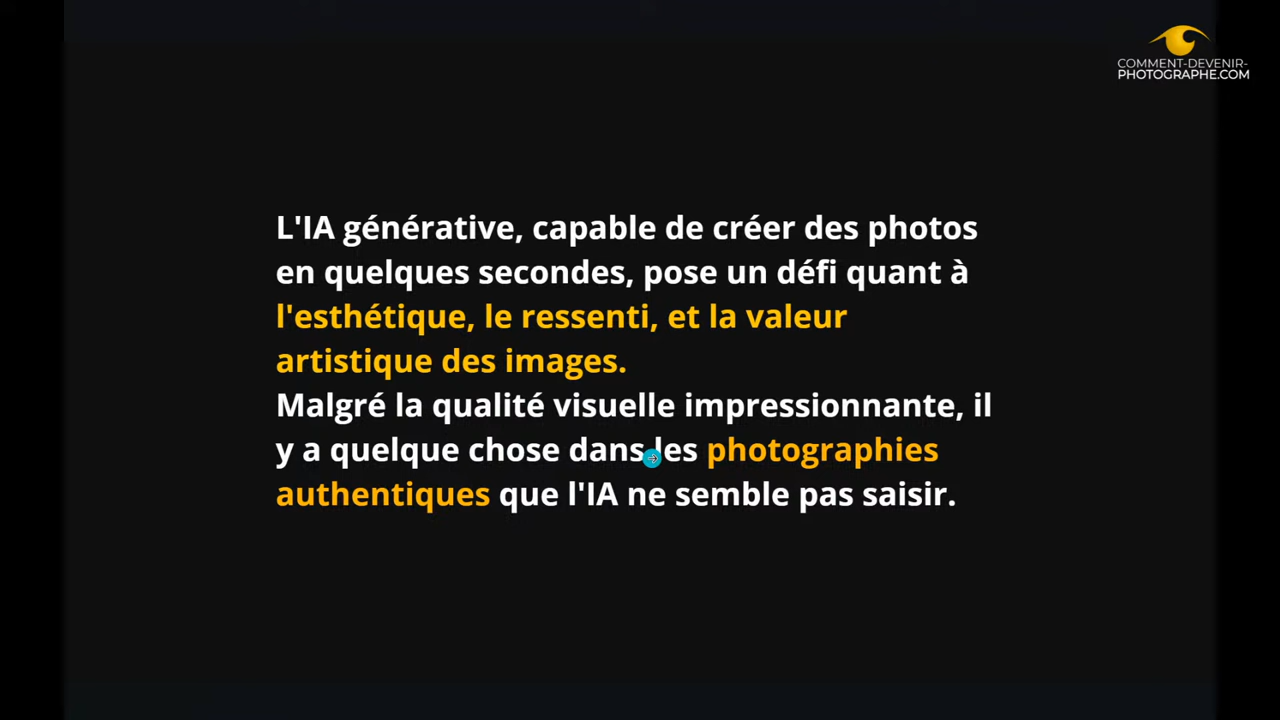 COMMENT-DEVENIR-
PHOTOGRAPHE.COM
L'IA générative, capable de créer des photos
en quelques secondes, pose un défi quant à
l'esthétique, le ressenti, et la valeur
artistique des images.
Malgré la qualité visuelle impressionnante, il
y a quelque chose dans les photographies
authentiques que l'IA ne semble pas saisir.